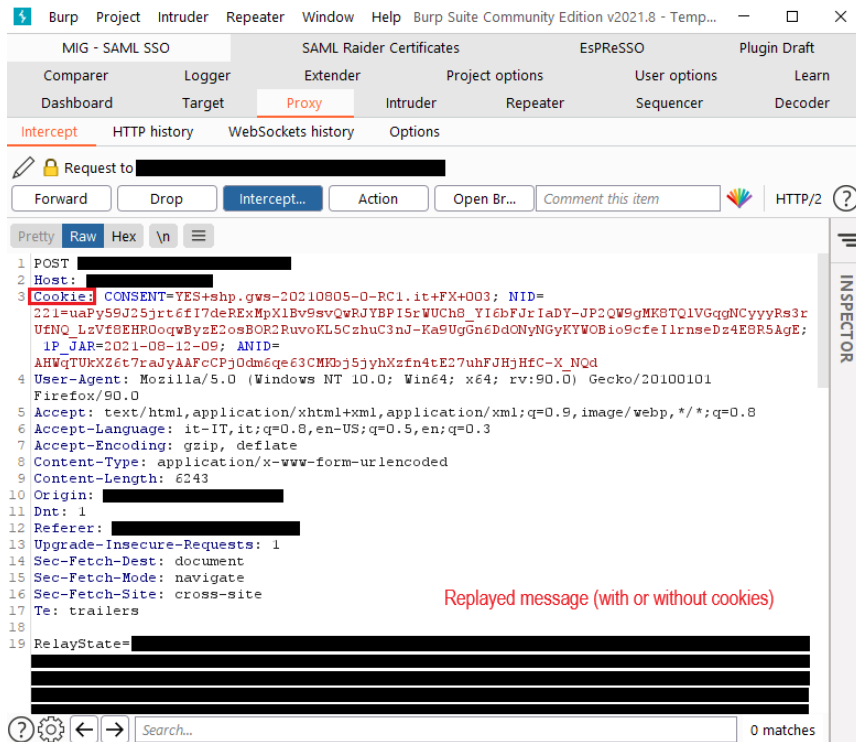 Burp Project Intruder Repeater Window Help Burp Suite Community Edition v2021.8 - Temp...
MIG - SAML SSO SAML Raider Certificates EsPReSSO Plugin Draft
Comparer Logger Extender Project options User options Learn
Dashboard Target Proxy Intruder Repeater Sequencer Decoder
Intercept HTTP history WebSockets history Options
Request to
Forward Drop Intercept... Action Open Br... Comment this item HTTP/2 ?
Pretty Raw Hex \n
INSPECTOR
1 POST
2 Host:
3 Cookie: CONSENT=YES+shp.gws-20210805-0-RC1.it+FX+003; NID=
221=uaPy59J25jrt6fI7deRExMpXlBv9svQwRJYBPI5rWUCh8_YI6bFJrIaDY-JP2QW9gMK8TQlVGqgNCyyyRs3r
UfNQ_LzVf8EHROoqwByzE2osBOR2RuvoKL5CzhuC3nJ-Ka9UgGn6DdONyNGyKYWOBio9cfeIlrnseDz4E8R5AgE;
1P_JAR=2021-08-12-09; ANID=
AHWqTUkXZ6t7raJyAAFcCPjOdm6qe63CMKbj5jyhXzfn4tE27uhFJHjHfC-X_NQd
4 User-Agent: Mozilla/5.0 (Windows NT 10.0; Win64; x64; rv:90.0) Gecko/20100101
Firefox/90.0
5 Accept: text/html,application/xhtml+xml,application/xml;q=0.9,image/webp,*/*;q=0.8
6 Accept-Language: it-IT,it;q=0.8,en-US;q=0.5,en;q=0.3
7 Accept-Encoding: gzip, deflate
8 Content-Type: application/x-www-form-urlencoded
9 Content-Length: 6243
10 Origin:
11 Dnt: 1
12 Referer:
13 Upgrade-Insecure-Requests: 1
14 Sec-Fetch-Dest: document
15 Sec-Fetch-Mode: navigate
16 Sec-Fetch-Site: cross-site
Replayed message (with or without cookies)
17 Te: trailers
18
19 RelayState=
? Search... 0 matches